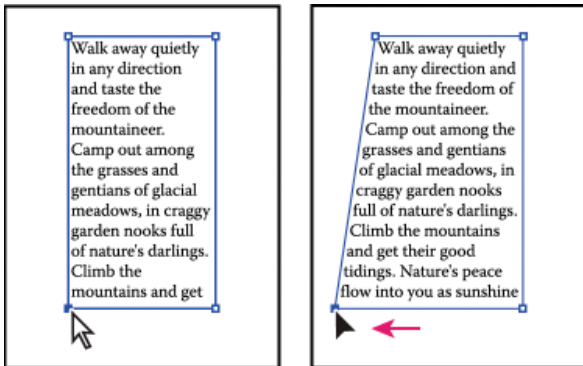 Walk away quietly
in any direction
and taste the
freedom of the
mountaineer.
Camp out among
the grasses and
gentians of glacial
meadows, in craggy
garden nooks full
of nature's darlings.
Climb the
mountains and get
Walk away quietly
in any direction and
taste the freedom of
the mountaineer.
Camp out among the
grasses and gentians
of glacial meadows, in
craggy garden nooks
full of nature's darlings.
Climb the mountains
and get their good
tidings. Nature's peace
flow into you as sunshine